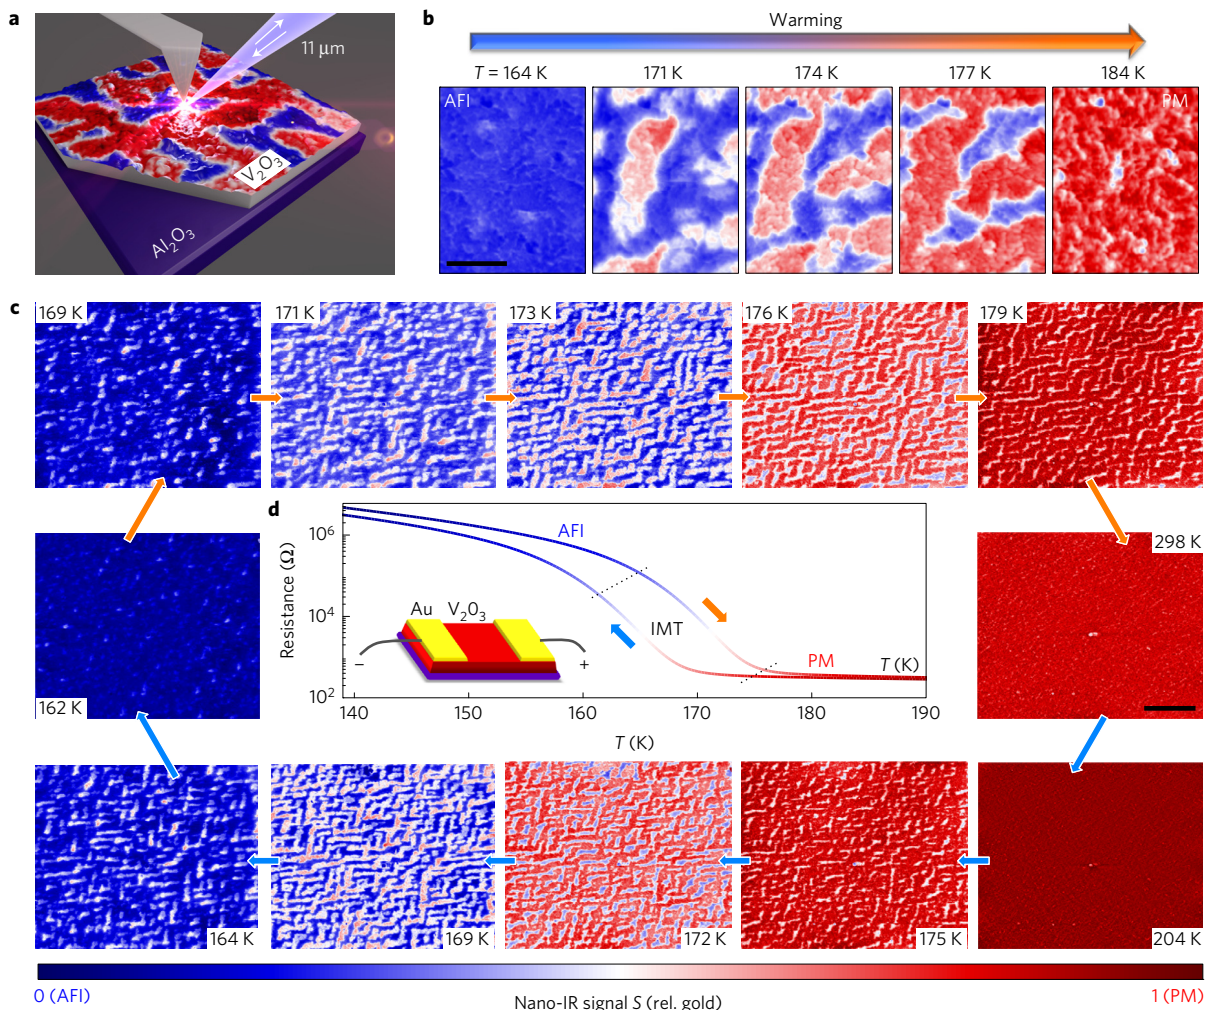 a
11 μm
V₂O₃
Al₂O₃
b
Warming
T = 164 K
171 K
174 K
177 K
184 K
AFI
PM
c
169 K
171 K
173 K
176 K
179 K
162 K
298 K
d
Resistance (Ω)
10⁶
10⁴
10²
AFI
IMT
PM
T (K)
Au
V₂O₃
–
+
140
150
160
170
180
190
T (K)
164 K
169 K
172 K
175 K
204 K
0 (AFI)
Nano-IR signal S (rel. gold)
1 (PM)